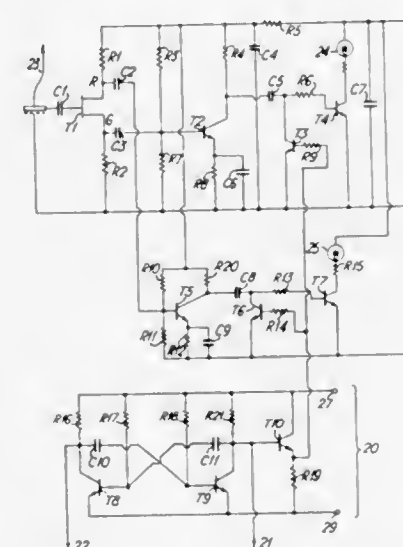 R5
24
23
R1
R
C2
R5
R4
C4
C5
R6
T4
C7
C1
T1
G
C3
T2
T3
R9
R2
R7
R8
C6
25
R15
R10
R20
C8
R13
T7
T5
T6
R14
R11
R12
C9
R16
R17
R18
R21
T10
27
20
C10
C11
R19
T8
T9
29
22
21